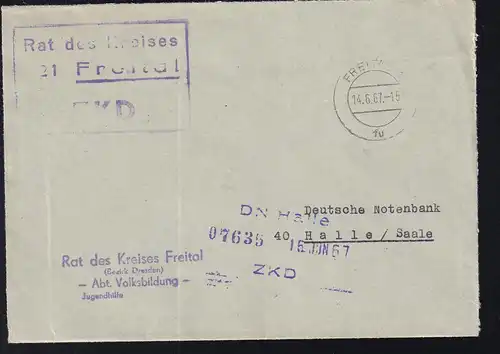 Rat des Kreises
21 Freital
ZKD
14.6.67.-15
fu
Deutsche Notenbank
40 Halle/Saale
DN Halle
07635
15. JUN 67
ZKD
Rat des Kreises Freital
(Bezirk Dresden)
- Abt. Volksbildung -
Jugendhilfe